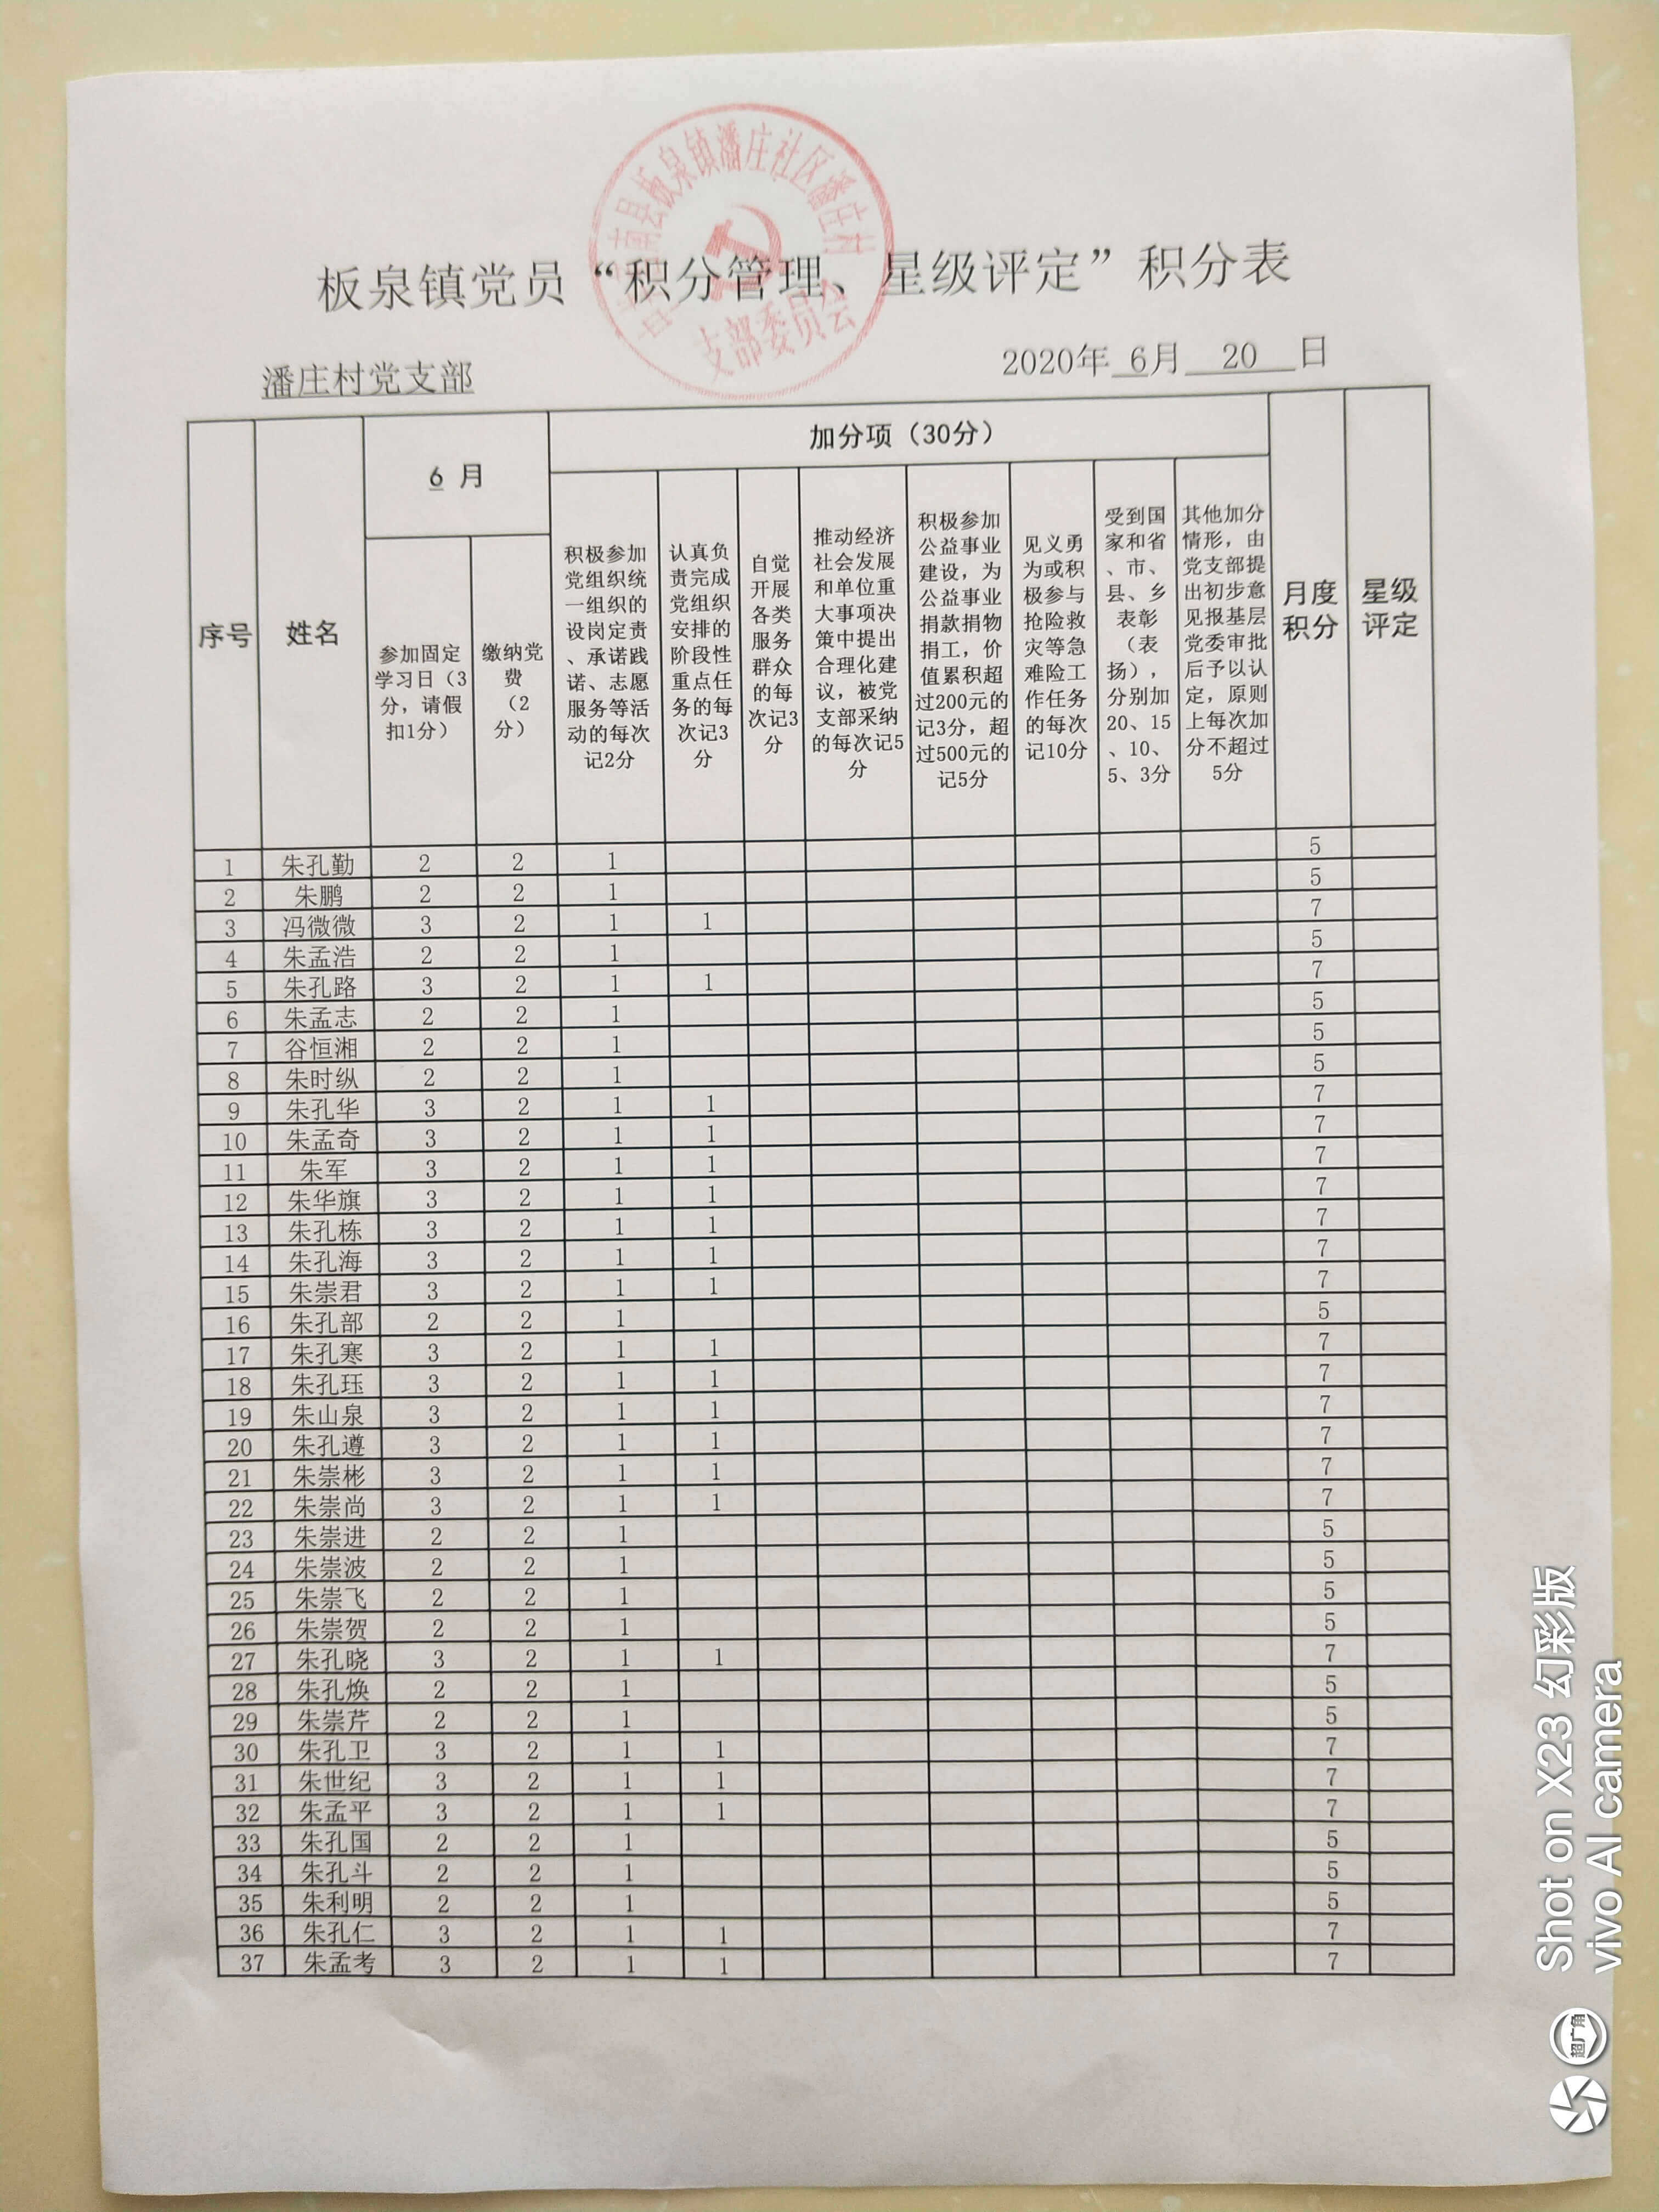 中共莒南县板泉镇潘庄社区潘庄村
支部委员会
板泉镇党员“积分管理、星级评定”积分表
潘庄村党支部 2020年 6月 20 日
序号 姓名 6 月 加分项（30分） 月度积分 星级评定
参加固定
学习日（3
分，请假
扣1分）
缴纳党
费
（2
分）
积极参加
党组织统
一组织的
设岗定责
、承诺践
诺、志愿
服务等活
动的每次
记2分
认真负
责完成
党组织
安排的
阶段性
重点任
务的每
次记3
分
自觉
开展
各类
服务
群众
的每
次记3
分
推动经济
社会发展
和单位重
大事项决
策中提出
合理化建
议，被党
支部采纳
的每次记5
分
积极参加
公益事业
建设，为
公益事业
捐款捐物
捐工，价
值累积超
过200元的
记3分，超
过500元的
记5分
见义勇
为或积
极参与
抢险救
灾等急
难险工
作任务
的每次
记10分
受到国
家和省
、市、
县、乡
表彰
（表
扬），
分别加
20、15
、10、
5、3分
其他加分
情形，由
党支部提
出初步意
见报基层
党委审批
后予以认
定，原则
上每次加
分不超过
5分
1 朱孔勤 2 2 1 5
2 朱鹏 2 2 1 5
3 冯微微 3 2 1 1 7
4 朱孟浩 2 2 1 5
5 朱孔路 3 2 1 1 7
6 朱孟志 2 2 1 5
7 谷恒湘 2 2 1 5
8 朱时纵 2 2 1 5
9 朱孔华 3 2 1 1 7
10 朱孟奇 3 2 1 1 7
11 朱军 3 2 1 1 7
12 朱华旗 3 2 1 1 7
13 朱孔栋 3 2 1 1 7
14 朱孔海 3 2 1 1 7
15 朱崇君 3 2 1 1 7
16 朱孔部 2 2 1 5
17 朱孔寒 3 2 1 1 7
18 朱孔珏 3 2 1 1 7
19 朱山泉 3 2 1 1 7
20 朱孔遵 3 2 1 1 7
21 朱崇彬 3 2 1 1 7
22 朱崇尚 3 2 1 1 7
23 朱崇进 2 2 1 5
24 朱崇波 2 2 1 5
25 朱崇飞 2 2 1 5
26 朱崇贺 2 2 1 5
27 朱孔晓 3 2 1 1 7
28 朱孔焕 2 2 1 5
29 朱崇芹 2 2 1 5
30 朱孔卫 3 2 1 1 7
31 朱世纪 3 2 1 1 7
32 朱孟平 3 2 1 1 7
33 朱孔国 2 2 1 5
34 朱孔斗 2 2 1 5
35 朱利明 2 2 1 5
36 朱孔仁 3 2 1 1 7
37 朱孟考 3 2 1 1 7
Shot on X23 幻彩版
vivo AI camera
超广角